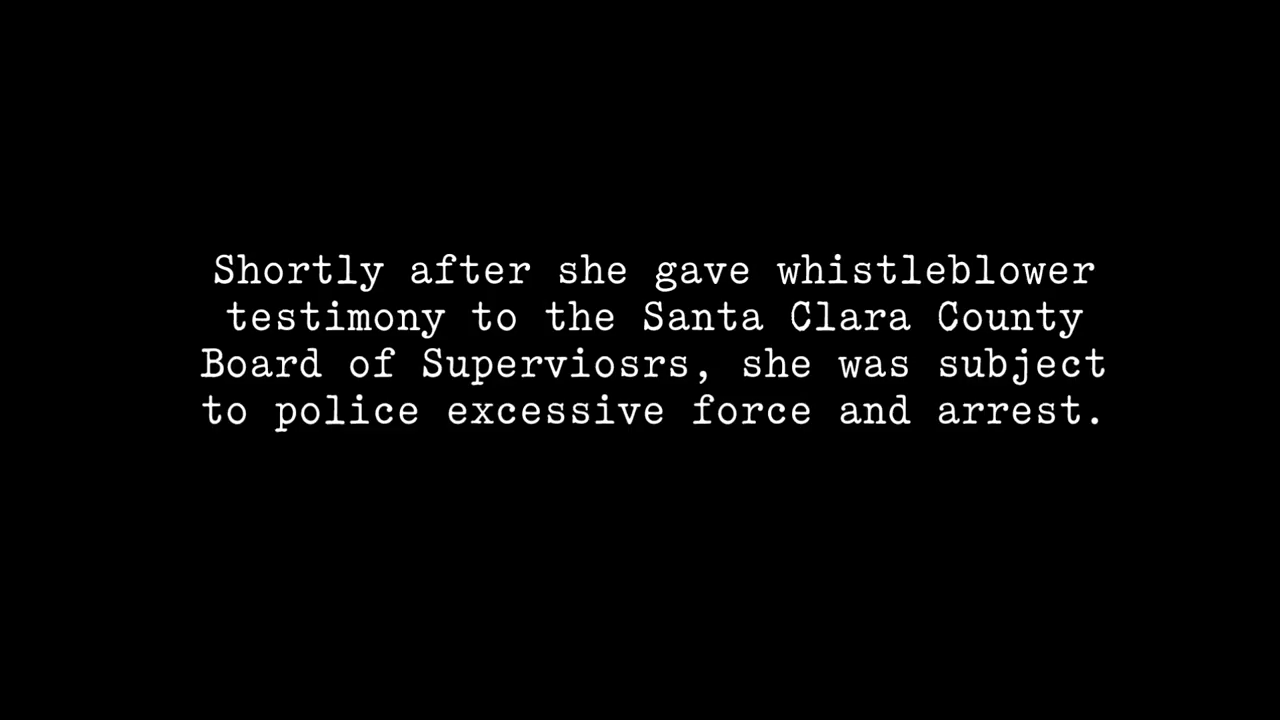 Shortly after she gave whistleblower
testimony to the Santa Clara County
Board of Superviosrs, she was subject
to police excessive force and arrest.